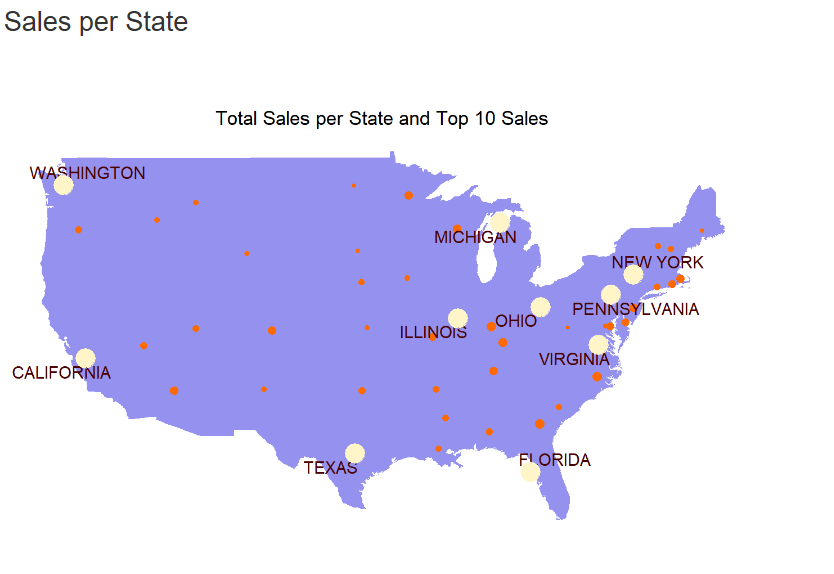 Sales per State
Total Sales per State and Top 10 Sales
WASHINGTON
MICHIGAN
NEW YORK
PENNSYLVANIA
OHIO
ILLINOIS
VIRGINIA
CALIFORNIA
FLORIDA
TEXAS